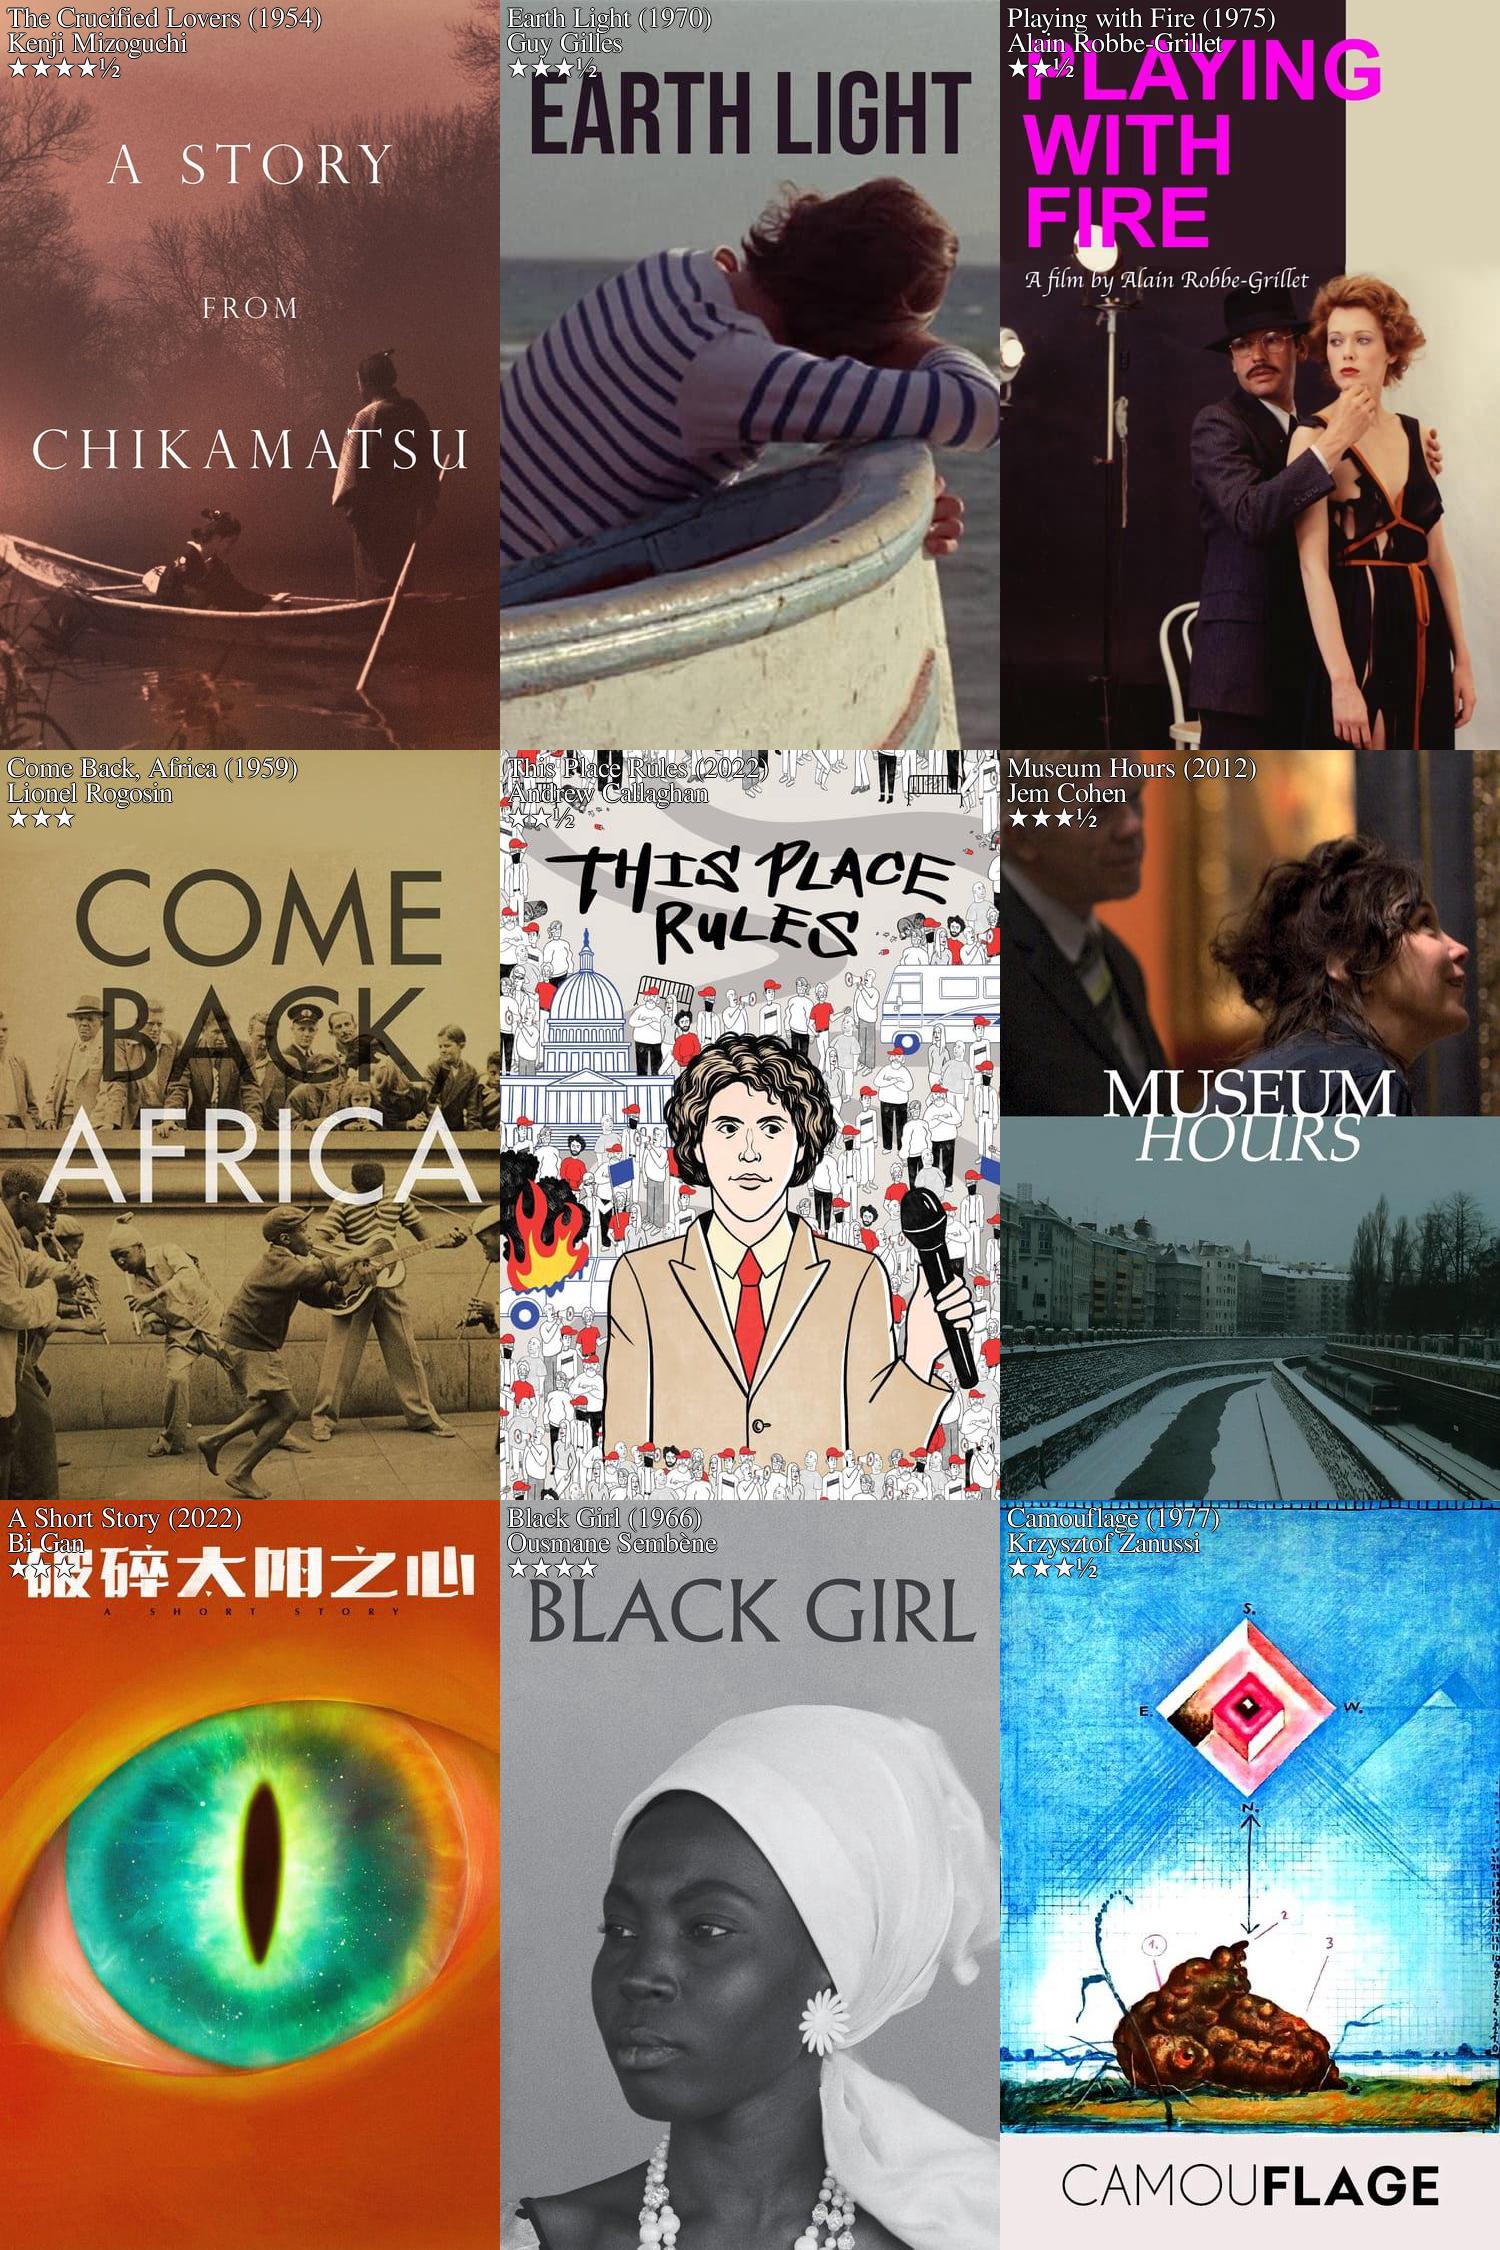 The Crucified Lovers (1954)
Kenji Mizoguchi
★★★★½
A STORY
FROM
CHIKAMATSU
Earth Light (1970)
Guy Gilles
★★★½
EARTH LIGHT
Playing with Fire (1975)
Alain Robbe-Grillet
★★½
PLAYING
WITH
FIRE
A film by Alain Robbe-Grillet
Come Back, Africa (1959)
Lionel Rogosin
★★★
COME
BACK,
AFRICA
This Place Rules (2022)
Andrew Callaghan
★★½
THIS PLACE
RULES
Museum Hours (2012)
Jem Cohen
★★★½
MUSEUM
HOURS
A Short Story (2022)
Bi Gan
★★★
破碎太阳之心
A SHORT STORY
Black Girl (1966)
Ousmane Sembène
★★★★
BLACK GIRL
Camouflage (1977)
Krzysztof Zanussi
★★★½
S.
E. W.
N.
2
1. 3
CAMOUFLAGE